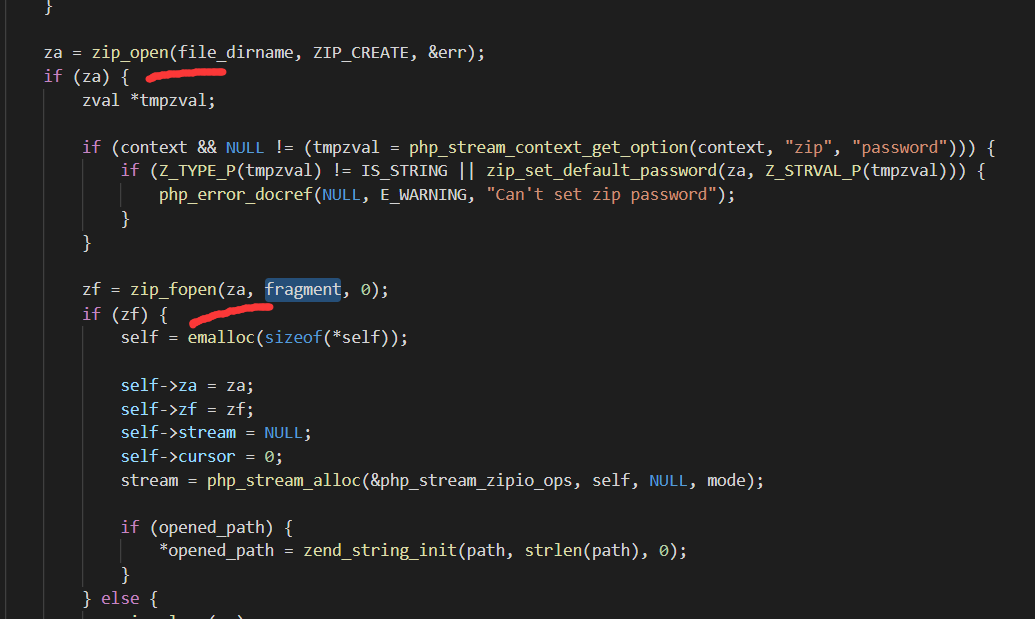 }
za = zip_open(file_dirname, ZIP_CREATE, &err);
if (za) {
zval *tmpzval;
if (context && NULL != (tmpzval = php_stream_context_get_option(context, "zip", "password"))) {
if (Z_TYPE_P(tmpzval) != IS_STRING || zip_set_default_password(za, Z_STRVAL_P(tmpzval))) {
php_error_docref(NULL, E_WARNING, "Can't set zip password");
}
}
zf = zip_fopen(za, fragment, 0);
if (zf) {
self = emalloc(sizeof(*self));
self->za = za;
self->zf = zf;
self->stream = NULL;
self->cursor = 0;
stream = php_stream_alloc(&php_stream_zipio_ops, self, NULL, mode);
if (opened_path) {
*opened_path = zend_string_init(path, strlen(path), 0);
}
} else {